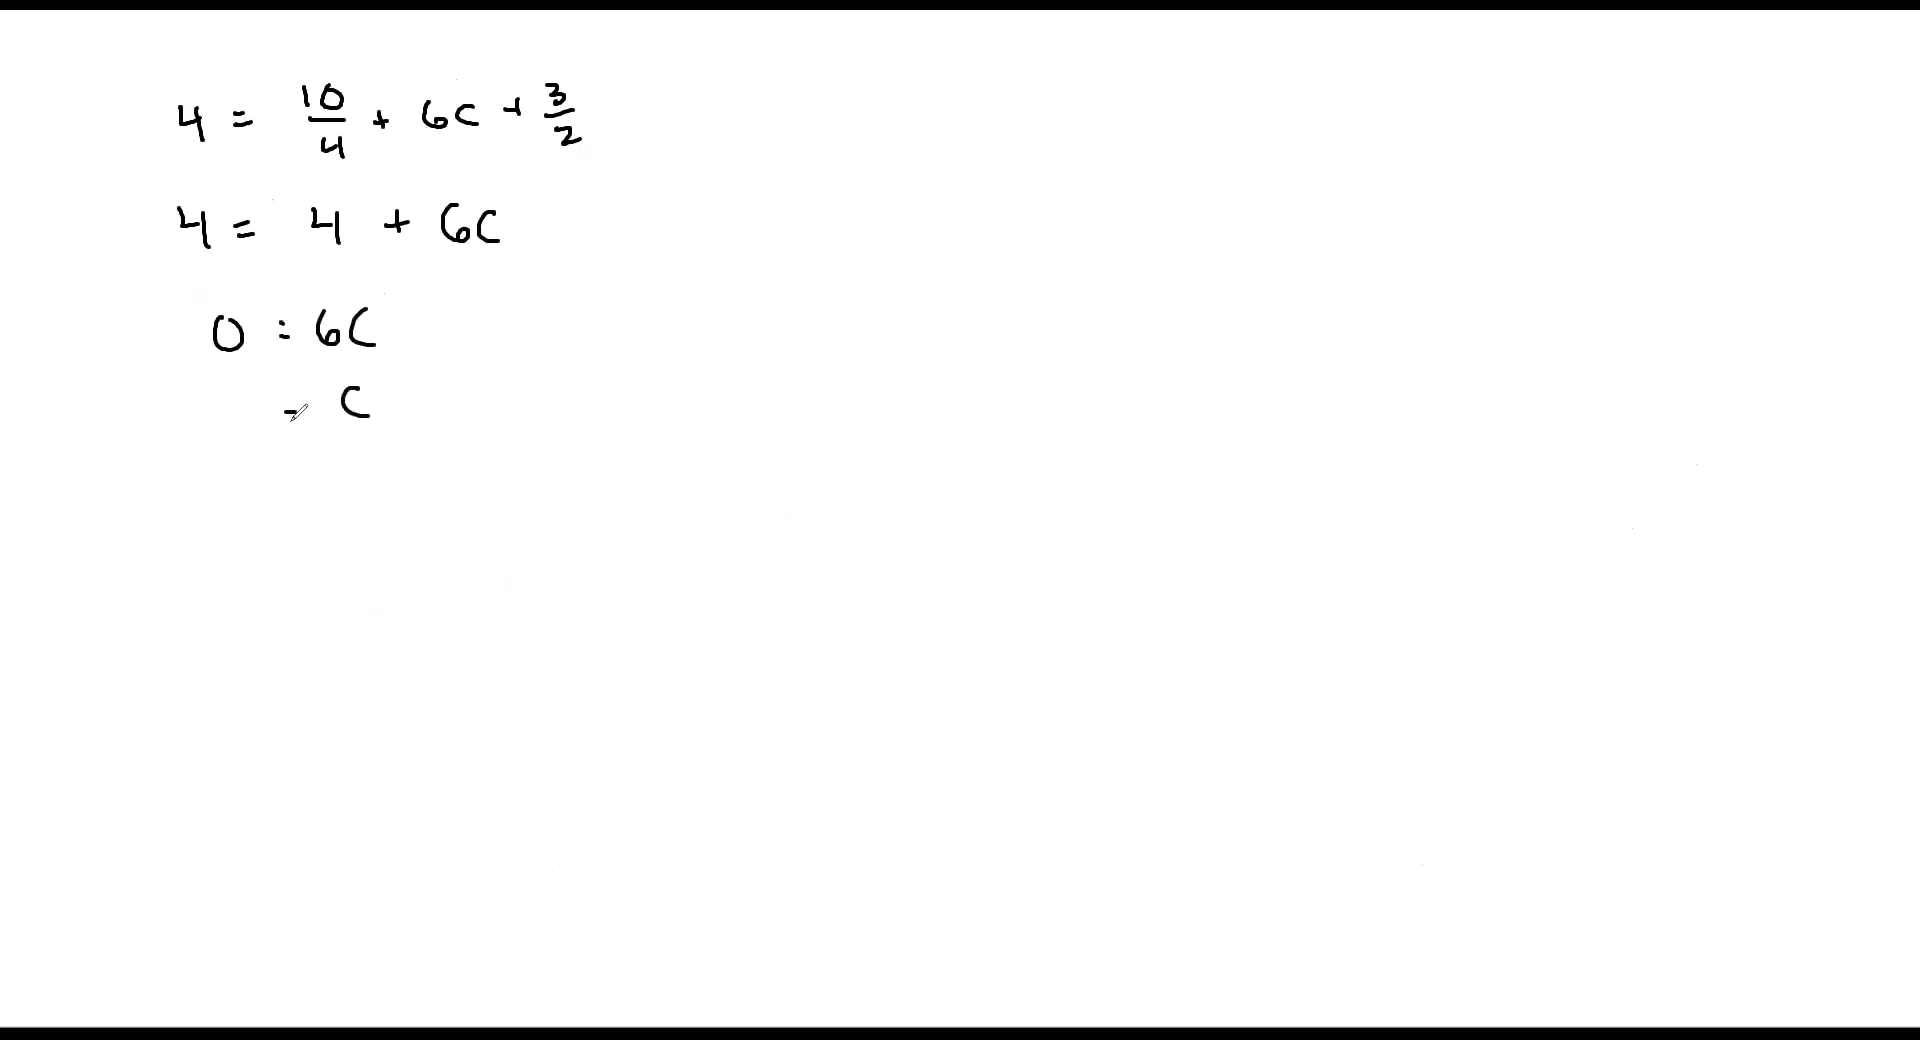 4 = 10/4 + 6C + 3/2
4 = 4 + 6C
0 = 6C
- C